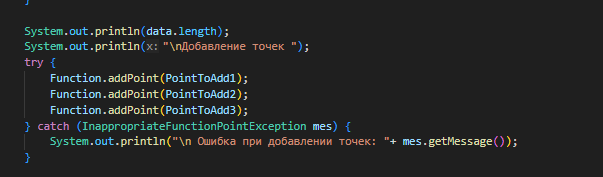 }
System.out.println(data.length);
System.out.println(x: "\nДобавление точек ");
try {
Function.addPoint(PointToAdd1);
Function.addPoint(PointToAdd2);
Function.addPoint(PointToAdd3);
} catch (InappropriateFunctionPointException mes) {
System.out.println("\n Ошибка при добавлении точек: "+ mes.getMessage());
}